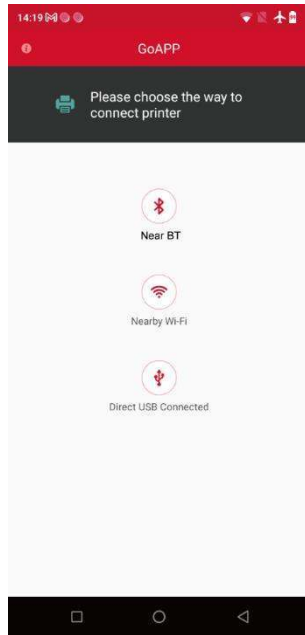 14:19
GoAPP
Please choose the way to
connect printer
Near BT
Nearby Wi-Fi
Direct USB Connected